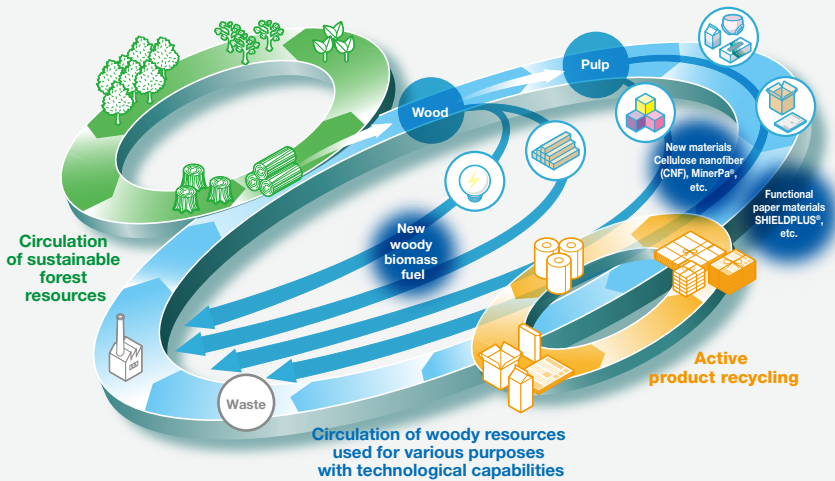 Wood
Pulp
New materials
Cellulose nanofiber
(CNF), MinerPa®,
etc.
Functional
paper materials
SHIELDPLUS®,
etc.
New
woody
biomass
fuel
Circulation
of sustainable
forest
resources
Active
product recycling
Waste
Circulation of woody resources
used for various purposes
with technological capabilities